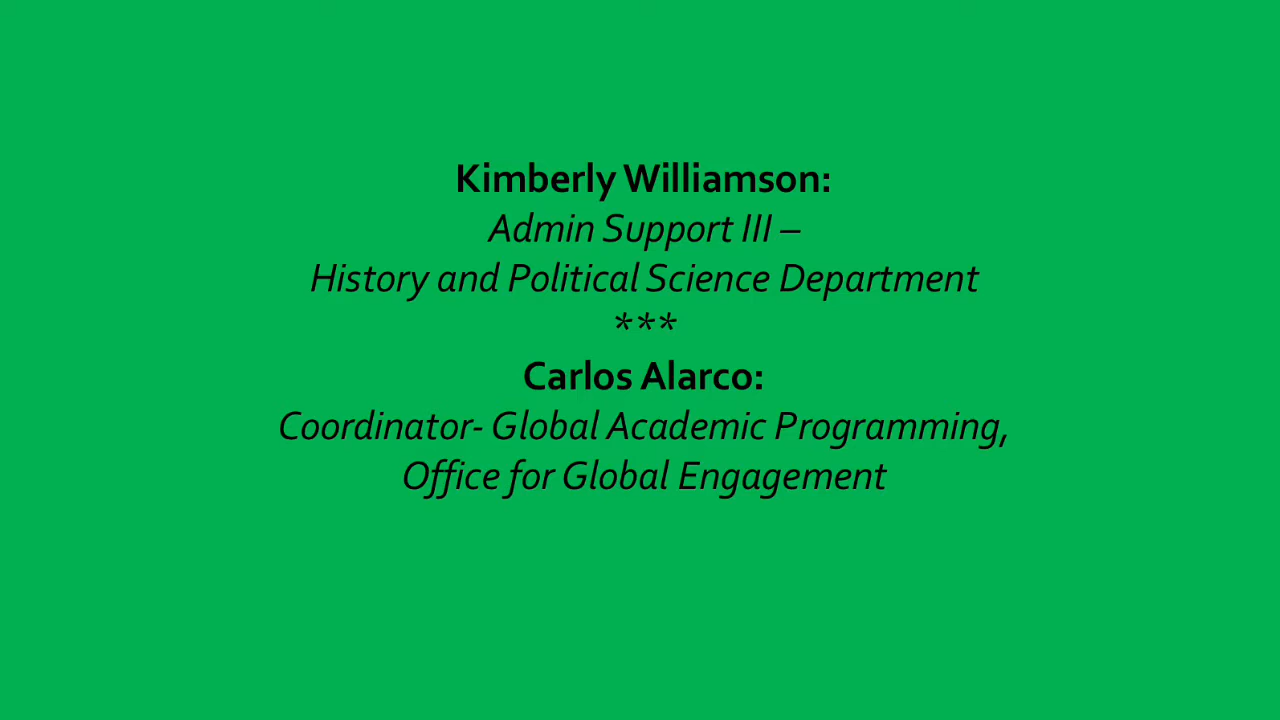 Kimberly Williamson:
Admin Support III –
History and Political Science Department
***
Carlos Alarco:
Coordinator- Global Academic Programming,
Office for Global Engagement